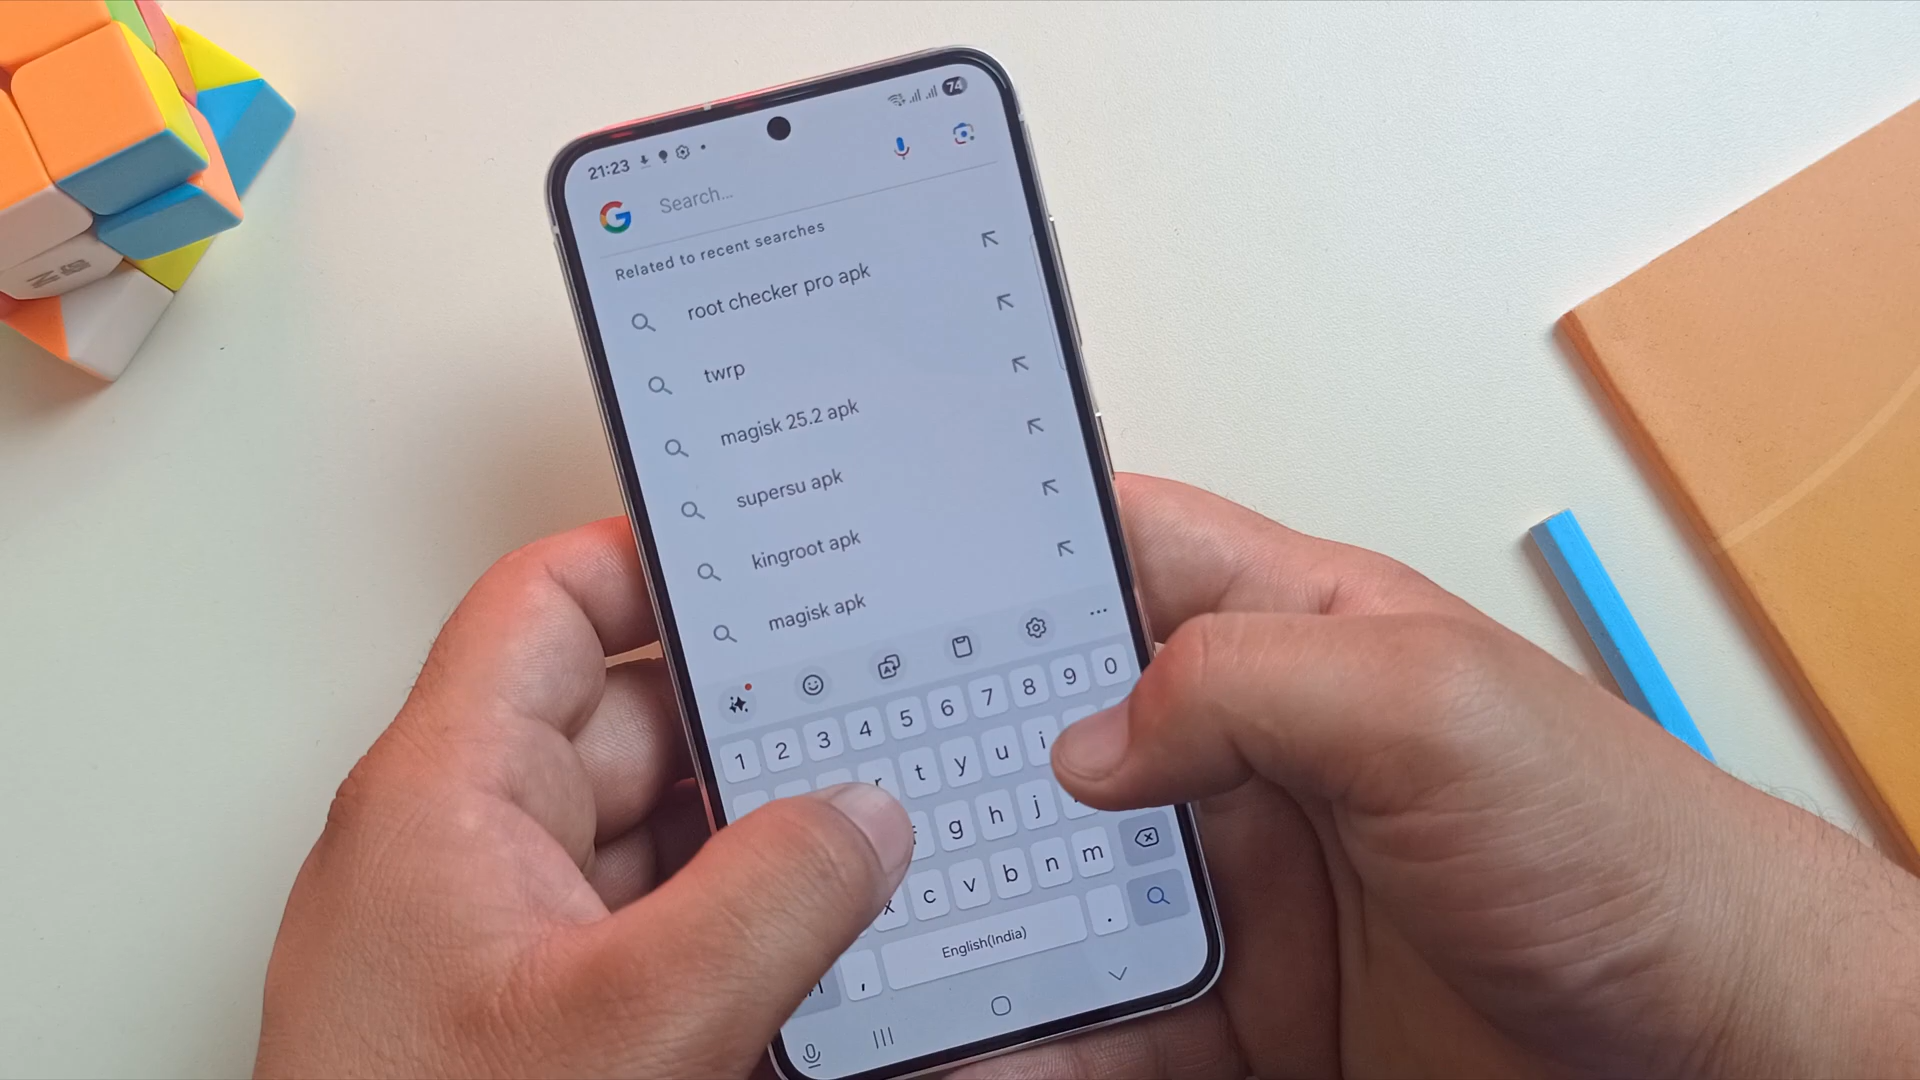 21:23
74
Search...
Related to recent searches
root checker pro apk
twrp
magisk 25.2 apk
supersu apk
kingroot apk
magisk apk
1 2 3 4 5 6 7 8 9 0
r t y u i
g h j
x c v b n m
, English(India) .